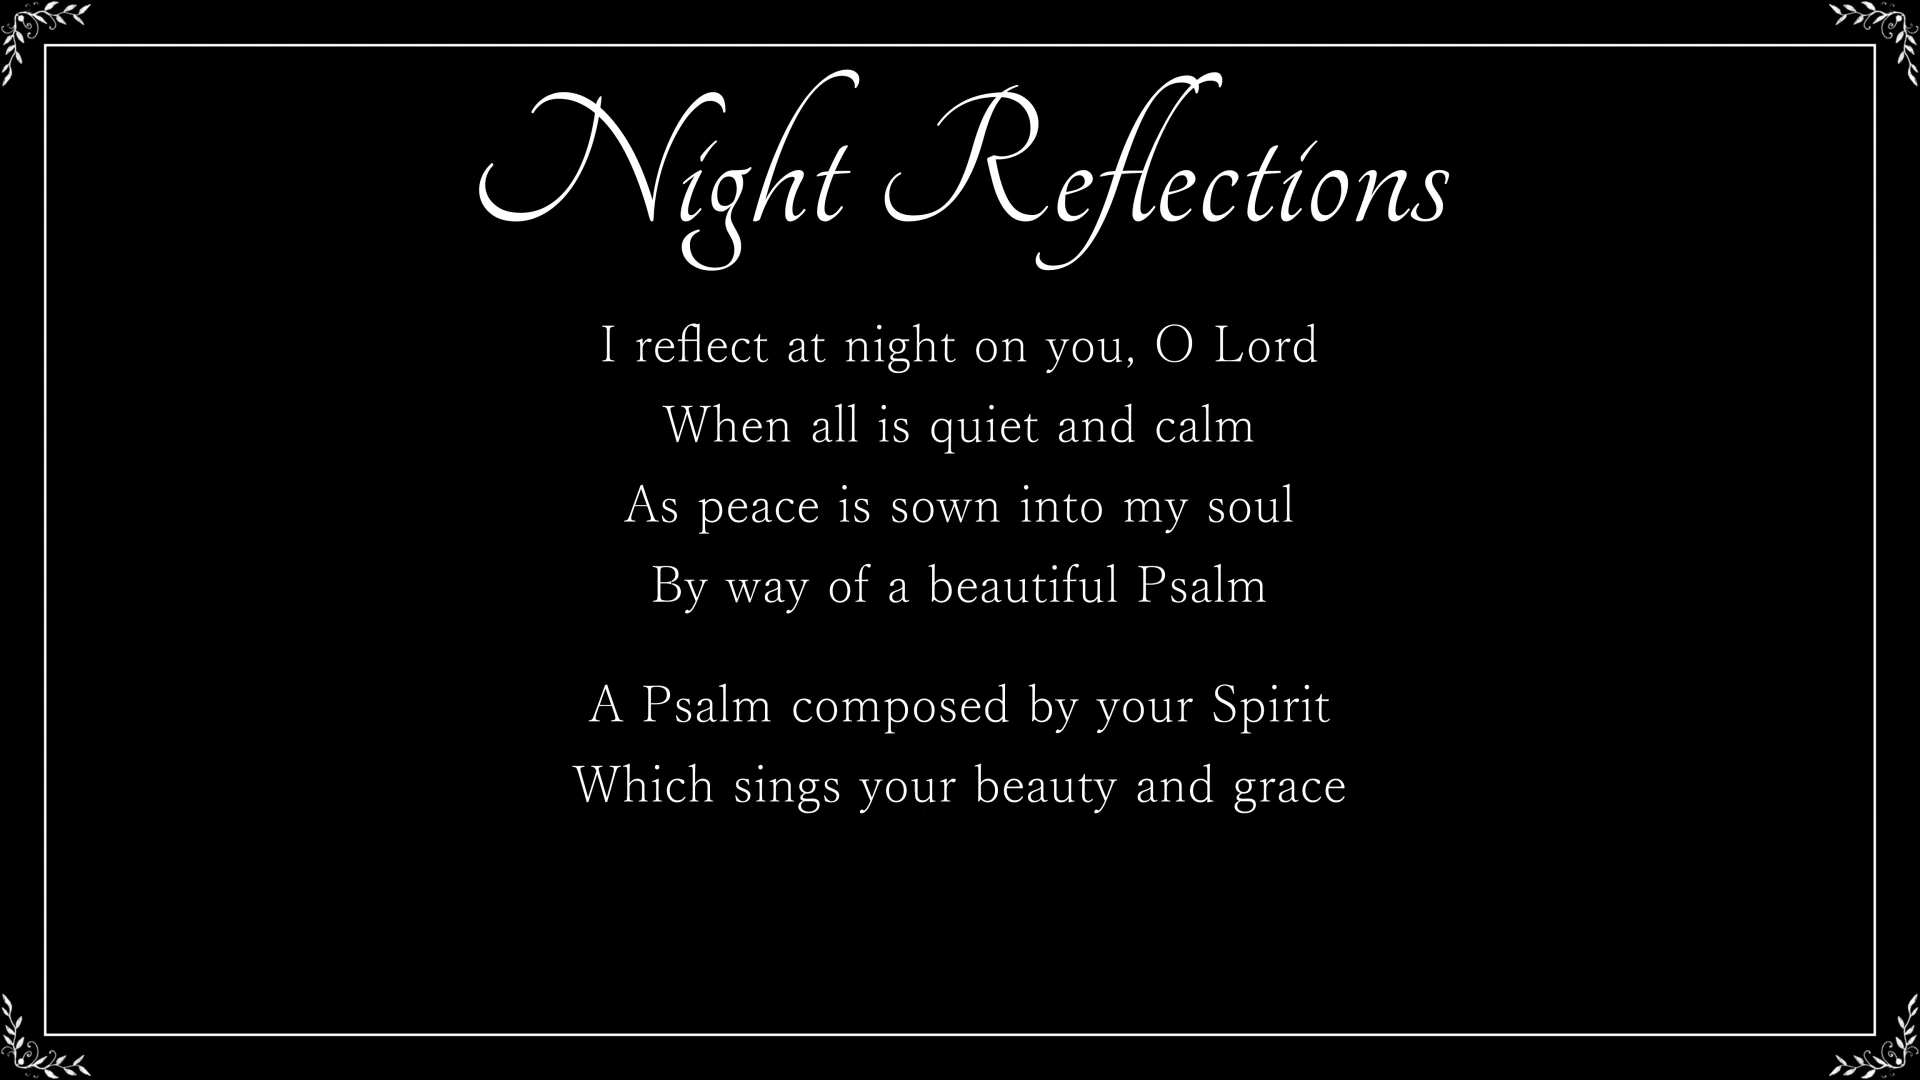 Night Reflections
I reflect at night on you, O Lord
When all is quiet and calm
As peace is sown into my soul
By way of a beautiful Psalm
A Psalm composed by your Spirit
Which sings your beauty and grace